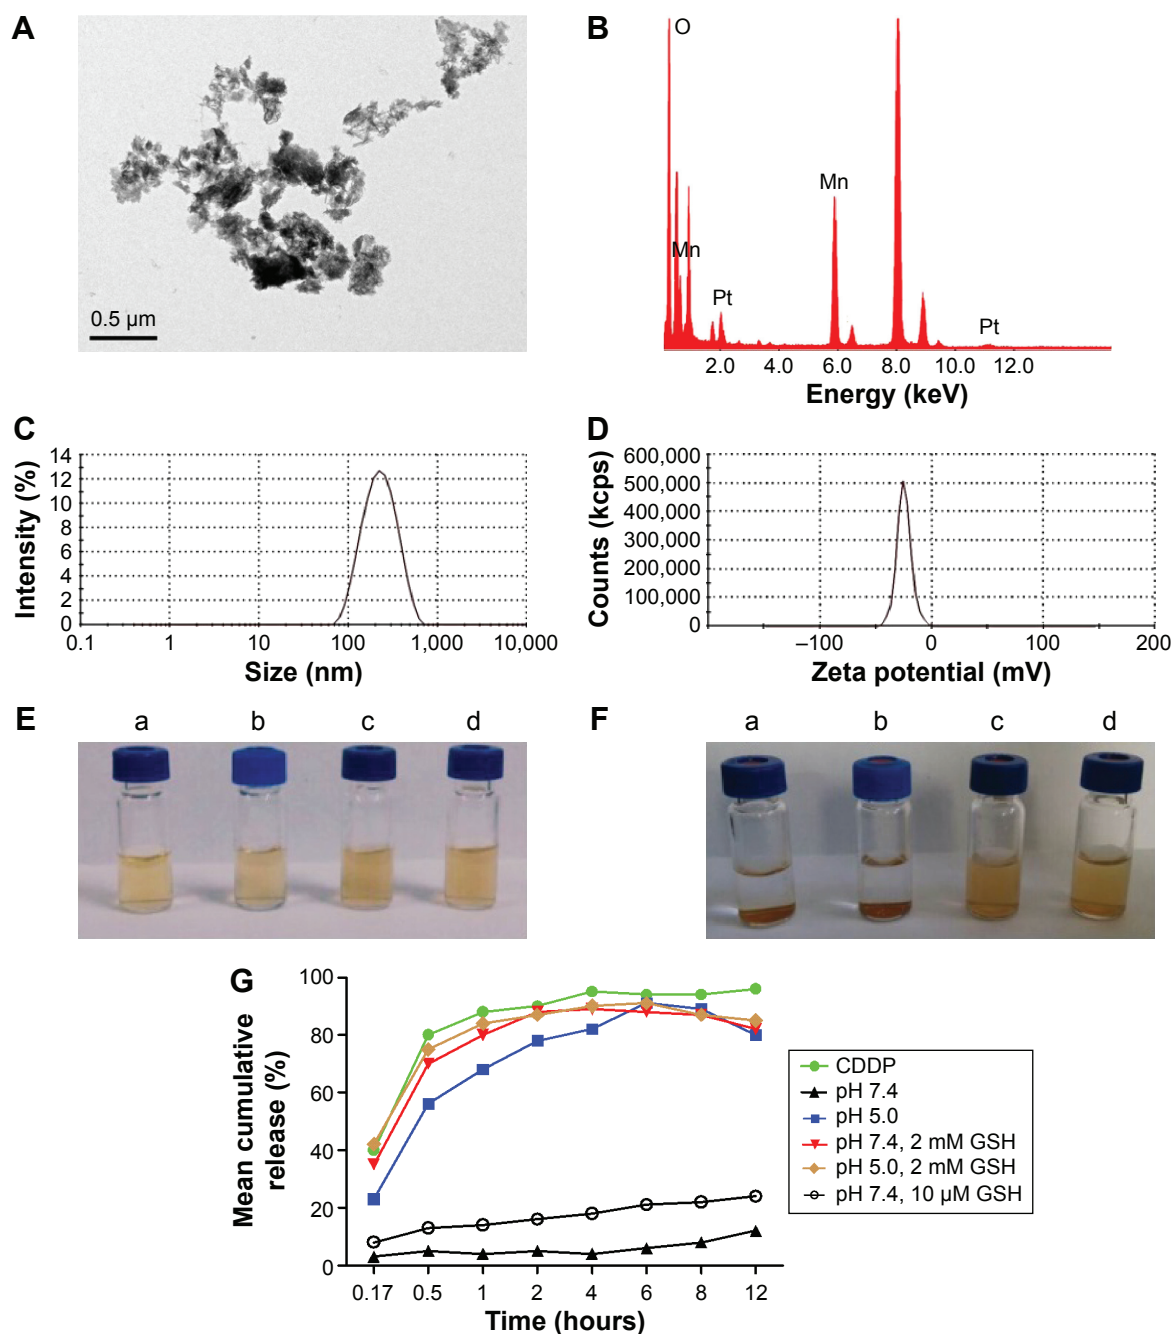 A
0.5 µm
B
O
Mn
Mn
Pt
Pt
2.0 4.0 6.0 8.0 10.0 12.0
Energy (keV)
C
14
12
10
8
6
4
2
0
Intensity (%)
0.1 1 10 100 1,000 10,000
Size (nm)
D
600,000
500,000
400,000
300,000
200,000
100,000
0
Counts (kcps)
–100 0 100 200
Zeta potential (mV)
E
a b c d
F
a b c d
G
100
80
60
40
20
0
Mean cumulative
release (%)
0.17 0.5 1 2 4 6 8 12
Time (hours)
CDDP
pH 7.4
pH 5.0
pH 7.4, 2 mM GSH
pH 5.0, 2 mM GSH
pH 7.4, 10 µM GSH